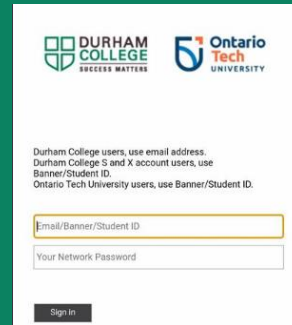 DURHAM
COLLEGE
SUCCESS MATTERS
Ontario
Tech
UNIVERSITY
Durham College users, use email address.
Durham College S and X account users, use
Banner/Student ID.
Ontario Tech University users, use Banner/Student ID.
Email/Banner/Student ID
Your Network Password
Sign in